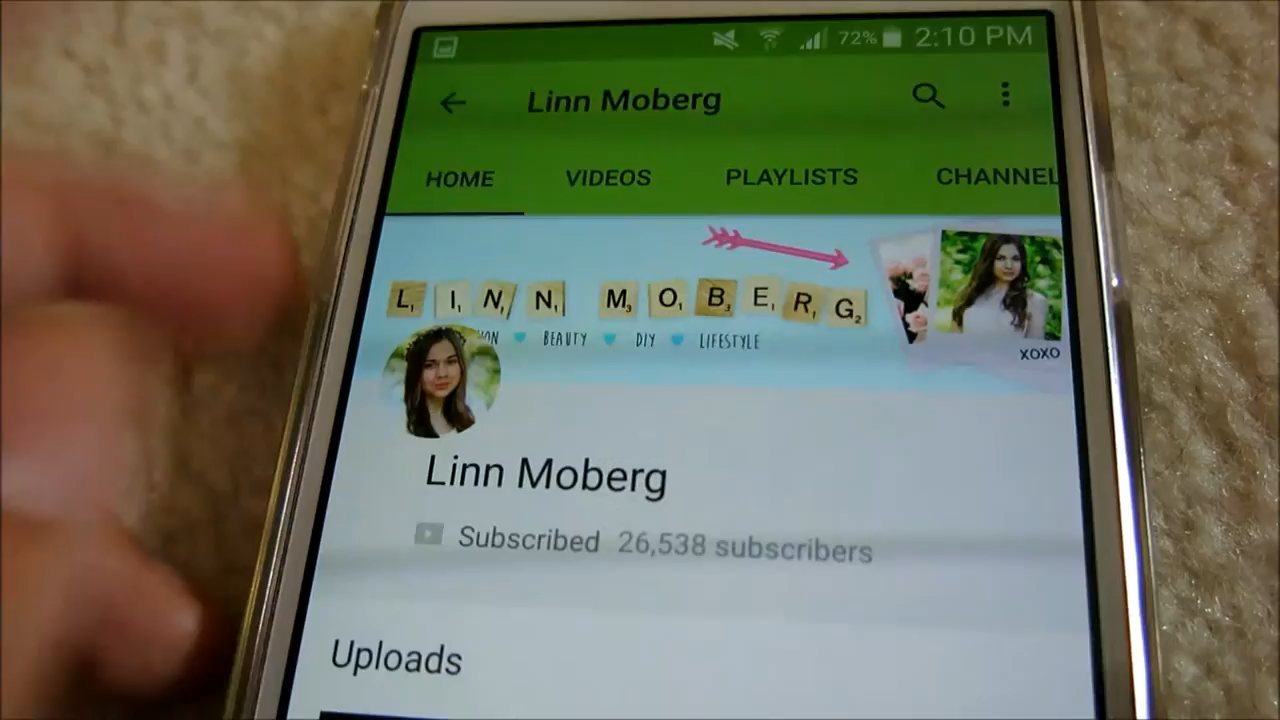 72% 2:10 PM
Linn Moberg
HOME VIDEOS PLAYLISTS CHANNEL
LINN MOBERG
BEAUTY DIY LIFESTYLE
XOXO
Linn Moberg
Subscribed 26,538 subscribers
Uploads